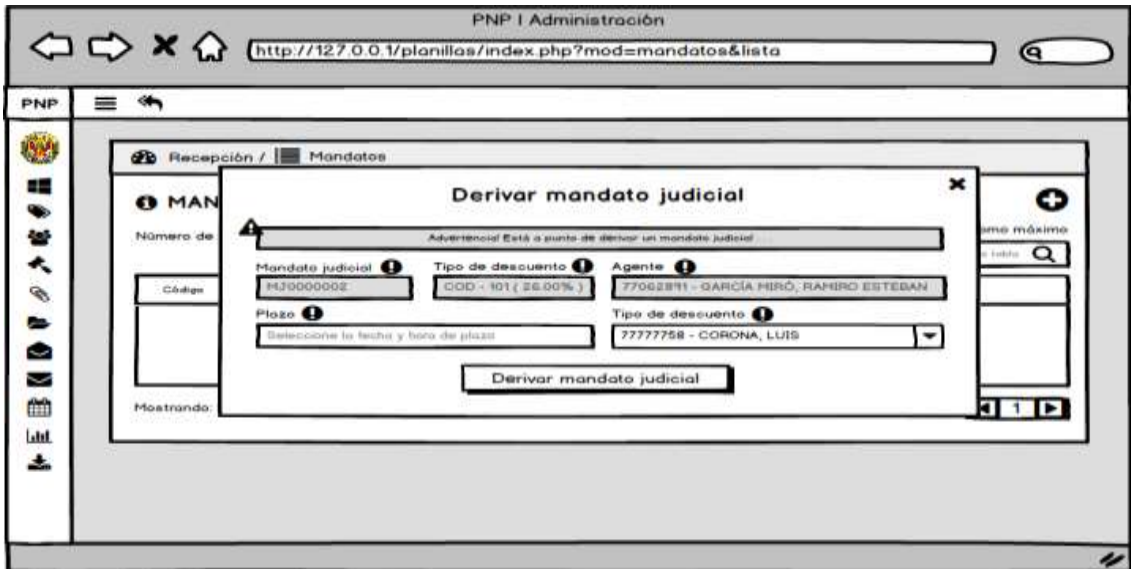 PNP | Administración
http://127.0.0.1/planillas/index.php?mod=mandatos&lista
PNP
Recepción / Mandatos
MAN
Derivar mandato judicial
Número de
Advertencia! Está a punto de derivar un mandato judicial ...
omo máximo
tabla
Mandato judicial
Tipo de descuento
Agente
Código
MJ0000002
COD - 101 ( 26.00% )
GARCÍA MIRÓ, RAMIRO ESTEBAN
Plazo
Tipo de descuento
Seleccione la fecha y hora de plazo
77777758 - CORONA, LUIS
Derivar mandato judicial
Mostrando:
1